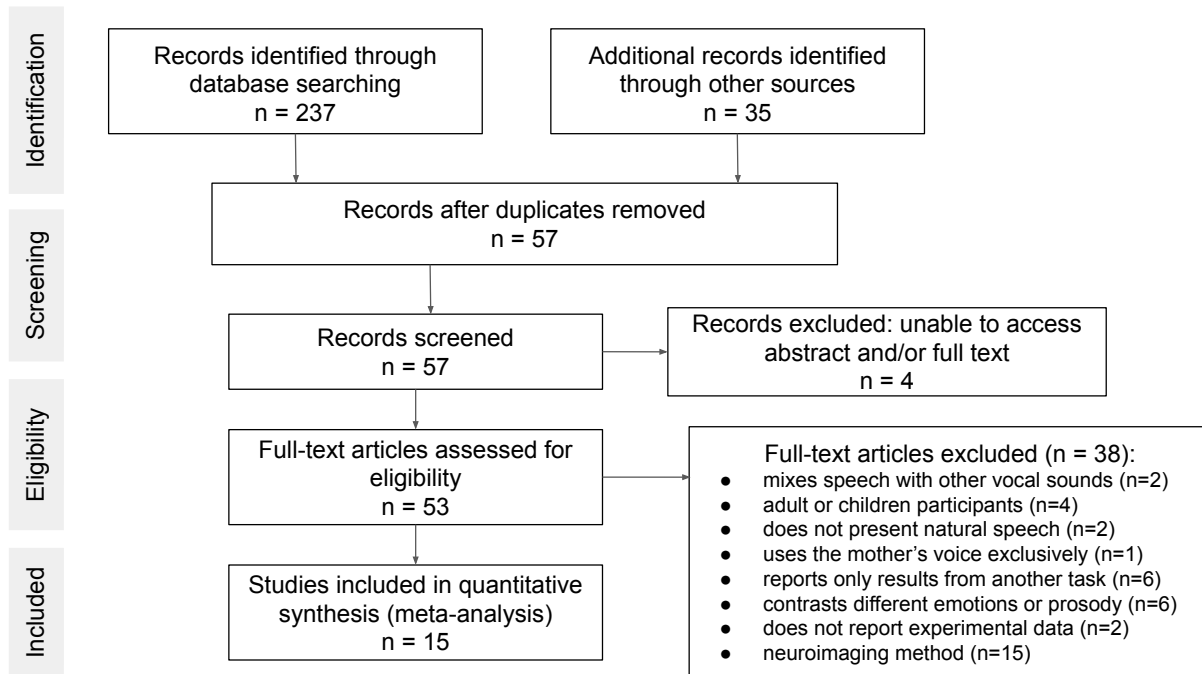 Identification
Records identified through
database searching
n = 237
Additional records identified
through other sources
n = 35
Screening
Records after duplicates removed
n = 57
Records screened
n = 57
Records excluded: unable to access
abstract and/or full text
n = 4
Eligibility
Full-text articles assessed for
eligibility
n = 53
Full-text articles excluded (n = 38):
● mixes speech with other vocal sounds (n=2)
● adult or children participants (n=4)
● does not present natural speech (n=2)
● uses the mother’s voice exclusively (n=1)
● reports only results from another task (n=6)
● contrasts different emotions or prosody (n=6)
● does not report experimental data (n=2)
● neuroimaging method (n=15)
Included
Studies included in quantitative
synthesis (meta-analysis)
n = 15